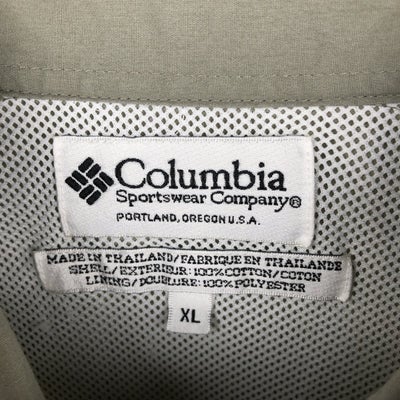 Columbia
Sportswear Company®
PORTLAND, OREGON U.S.A.
MADE IN THAILAND/FABRIQUE EN THAILANDE
SHELL/EXTERIEUR: 100% COTTON/COTON
LINING/DOUBLURE: 100% POLYESTER
XL